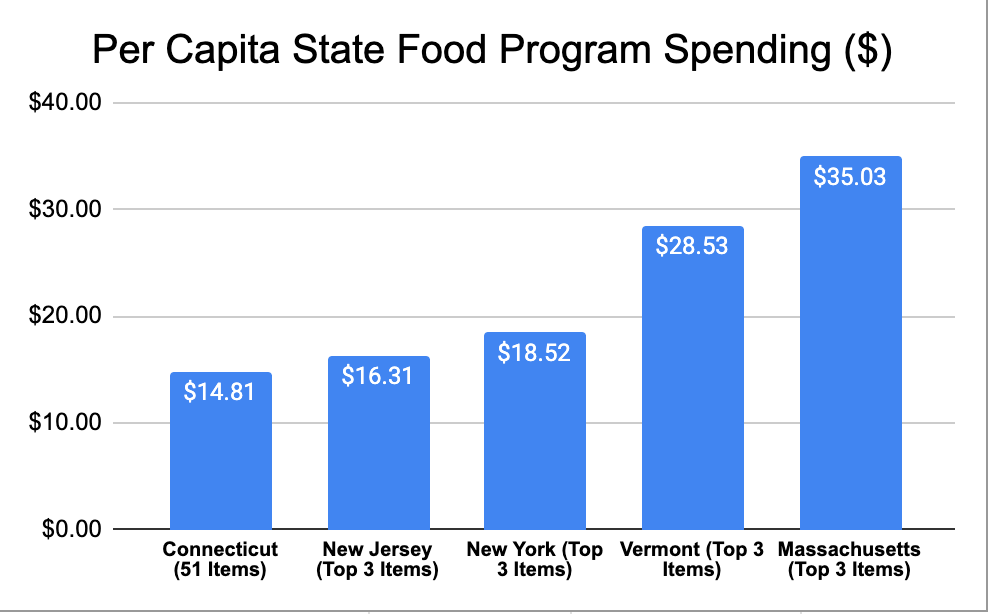 Per Capita State Food Program Spending ($)
$40.00
$30.00
$20.00
$10.00
$0.00
$14.81
$16.31
$18.52
$28.53
$35.03
Connecticut
(51 Items)
New Jersey
(Top 3 Items)
New York (Top
3 Items)
Vermont (Top 3
Items)
Massachusetts
(Top 3 Items)